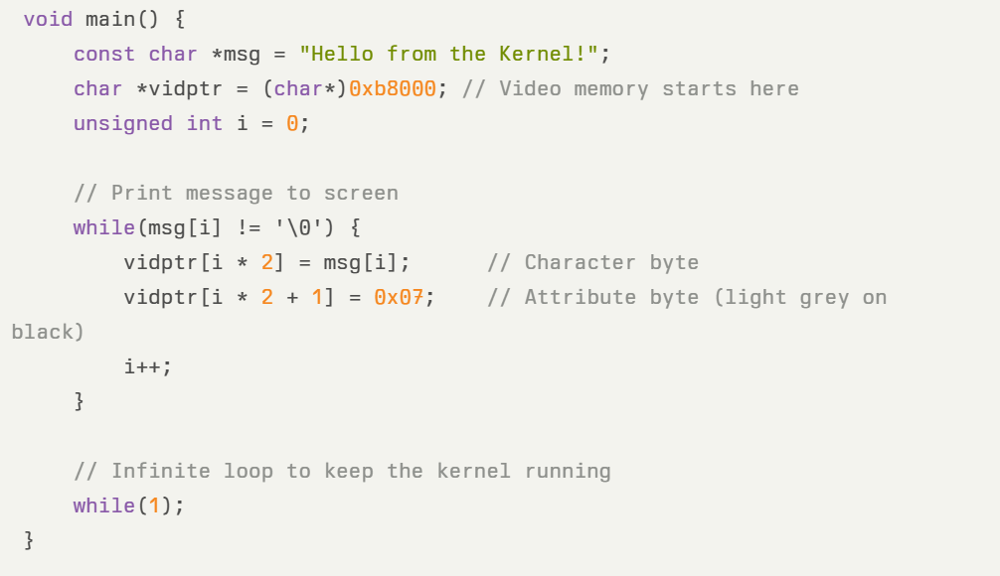 void main() {
    const char *msg = "Hello from the Kernel!";
    char *vidptr = (char*)0xb8000; // Video memory starts here
    unsigned int i = 0;

    // Print message to screen
    while(msg[i] != '\0') {
        vidptr[i * 2] = msg[i];      // Character byte
        vidptr[i * 2 + 1] = 0x07;    // Attribute byte (light grey on
black)
        i++;
    }

    // Infinite loop to keep the kernel running
    while(1);
}